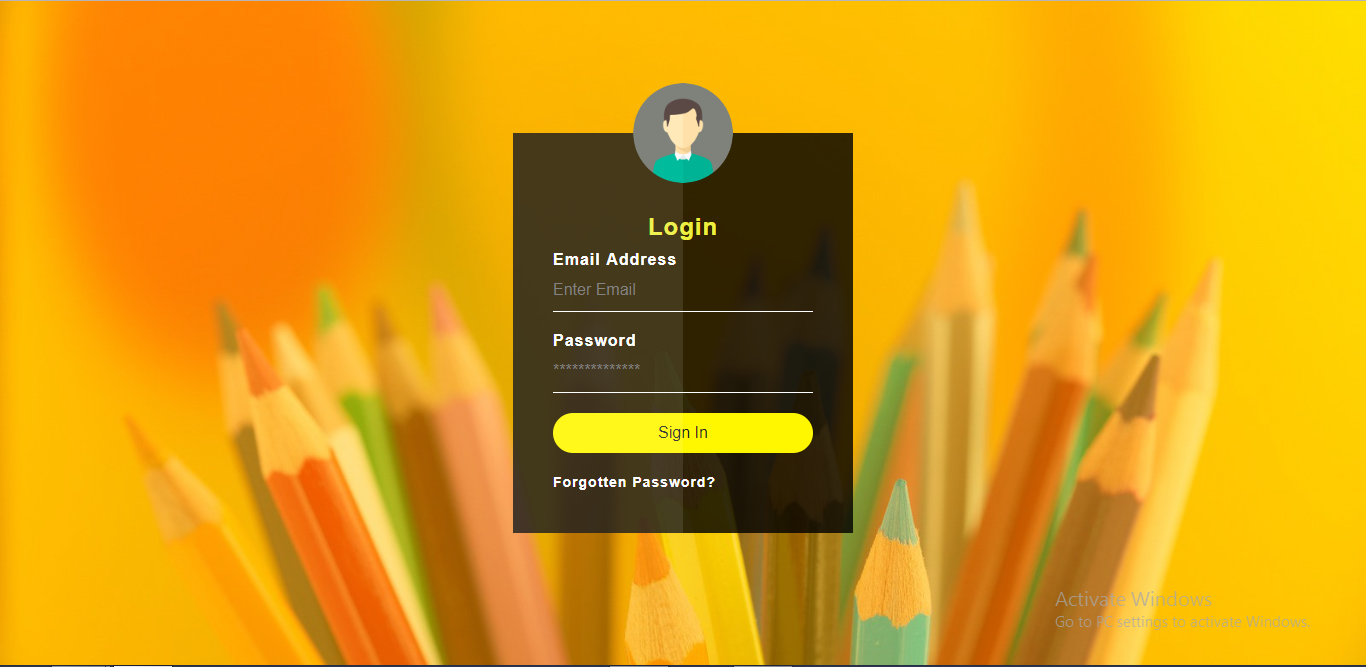 Login
Email Address
Enter Email
Password
**************
Sign In
Forgotten Password?
Activate Windows
Go to PC settings to activate Windows.